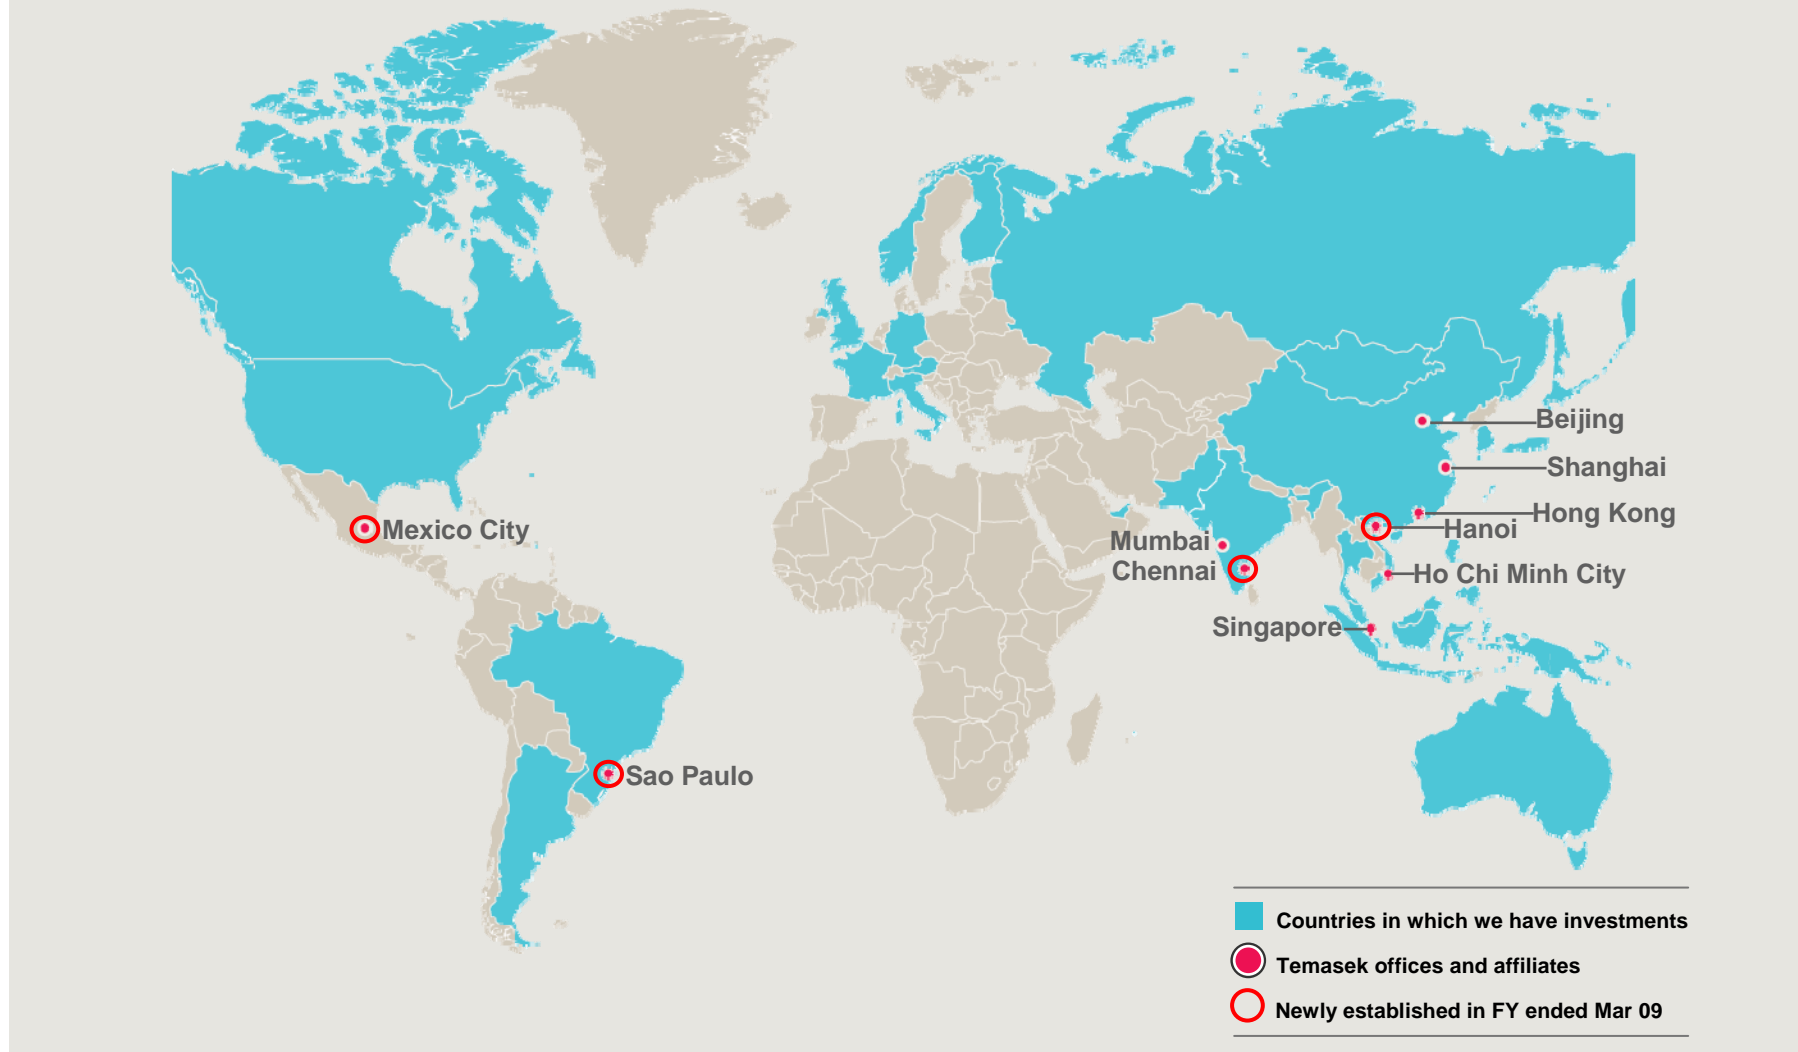 Beijing
Shanghai
Hong Kong
Mexico City
Hanoi
Mumbai
Chennai
Ho Chi Minh City
Singapore
Sao Paulo
Countries in which we have investments
Temasek offices and affiliates
Newly established in FY ended Mar 09